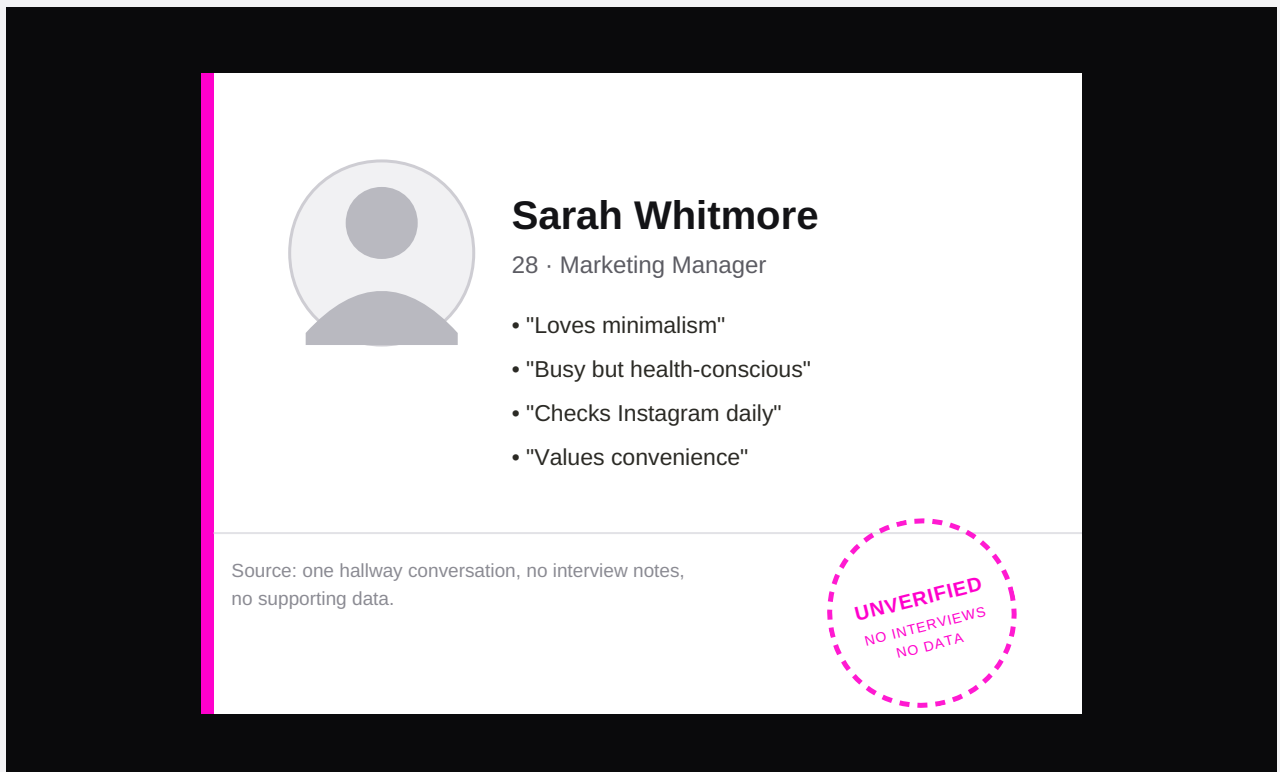 Sarah Whitmore
28 · Marketing Manager
• "Loves minimalism"
• "Busy but health-conscious"
• "Checks Instagram daily"
• "Values convenience"
Source: one hallway conversation, no interview notes,
no supporting data.
UNVERIFIED
NO INTERVIEWS
NO DATA